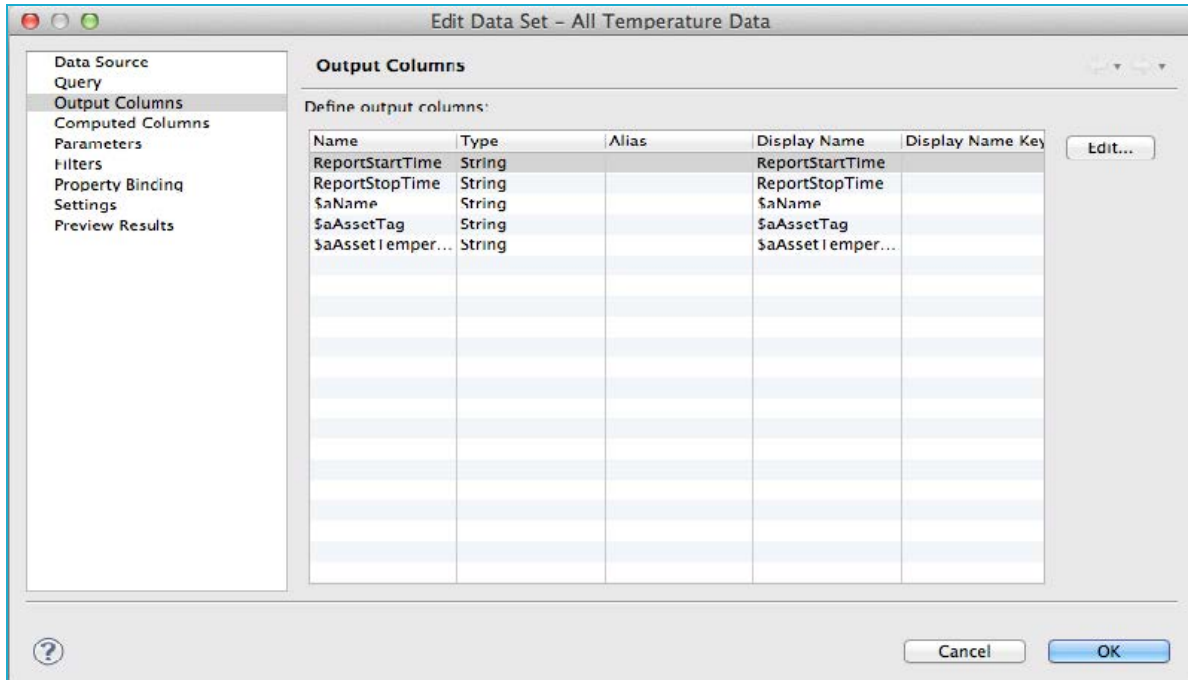 Edit Data Set – All Temperature Data
Data Source
Query
Output Columns
Computed Columns
Parameters
Filters
Property Binding
Settings
Preview Results
Output Columns
Define output columns:
Name Type Alias Display Name Display Name Key
ReportStartTime String ReportStartTime
ReportStopTime String ReportStopTime
$aName String $aName
$aAssetTag String $aAssetTag
$aAssetTemper... String $aAssetTemper...
Edit...
?
Cancel
OK